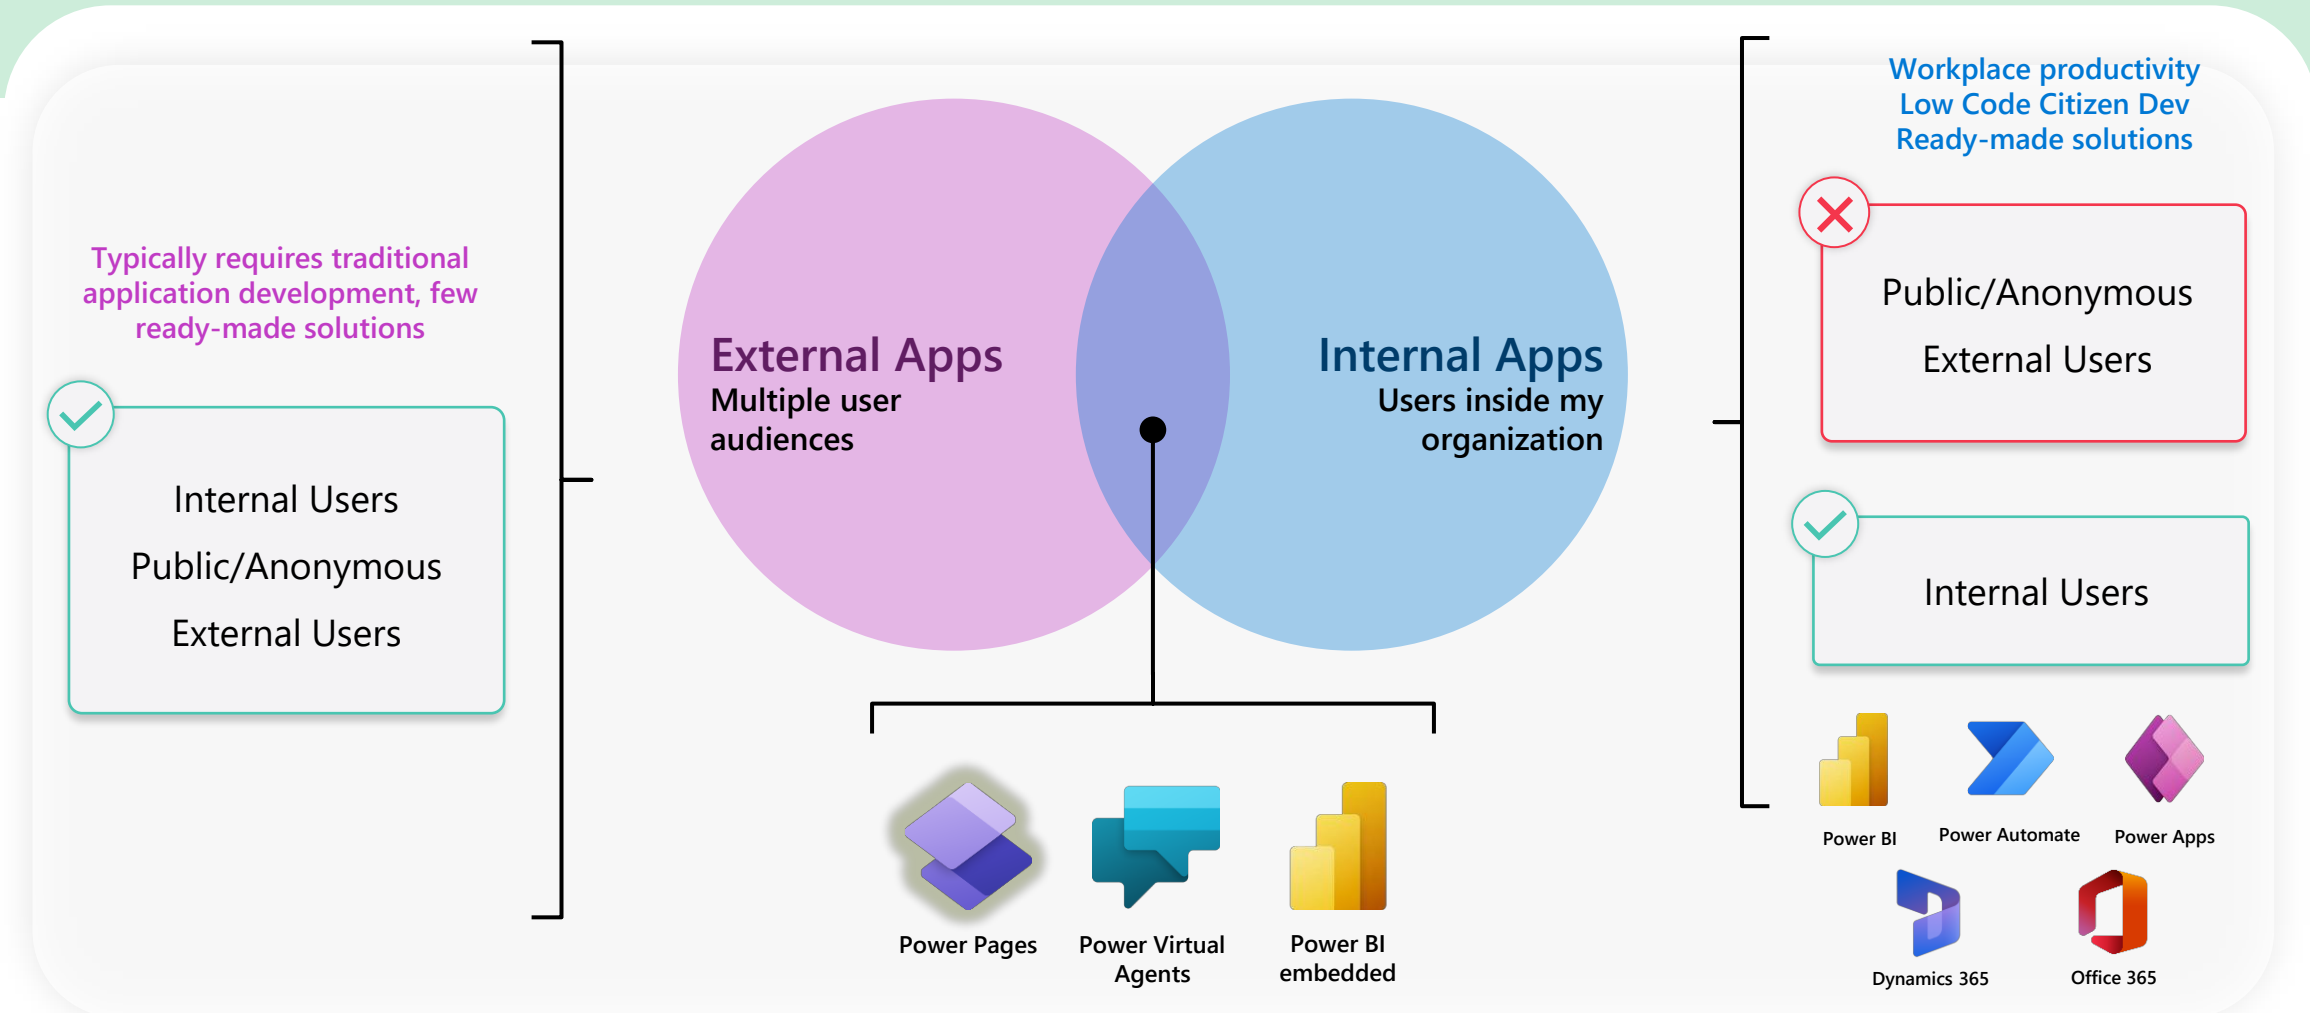 Typically requires traditional
application development, few
ready-made solutions
Internal Users
Public/Anonymous
External Users
External Apps
Multiple user
audiences
Internal Apps
Users inside my
organization
Power Pages
Power Virtual
Agents
Power BI
embedded
Workplace productivity
Low Code Citizen Dev
Ready-made solutions
Public/Anonymous
External Users
Internal Users
Power BI
Power Automate
Power Apps
Dynamics 365
Office 365